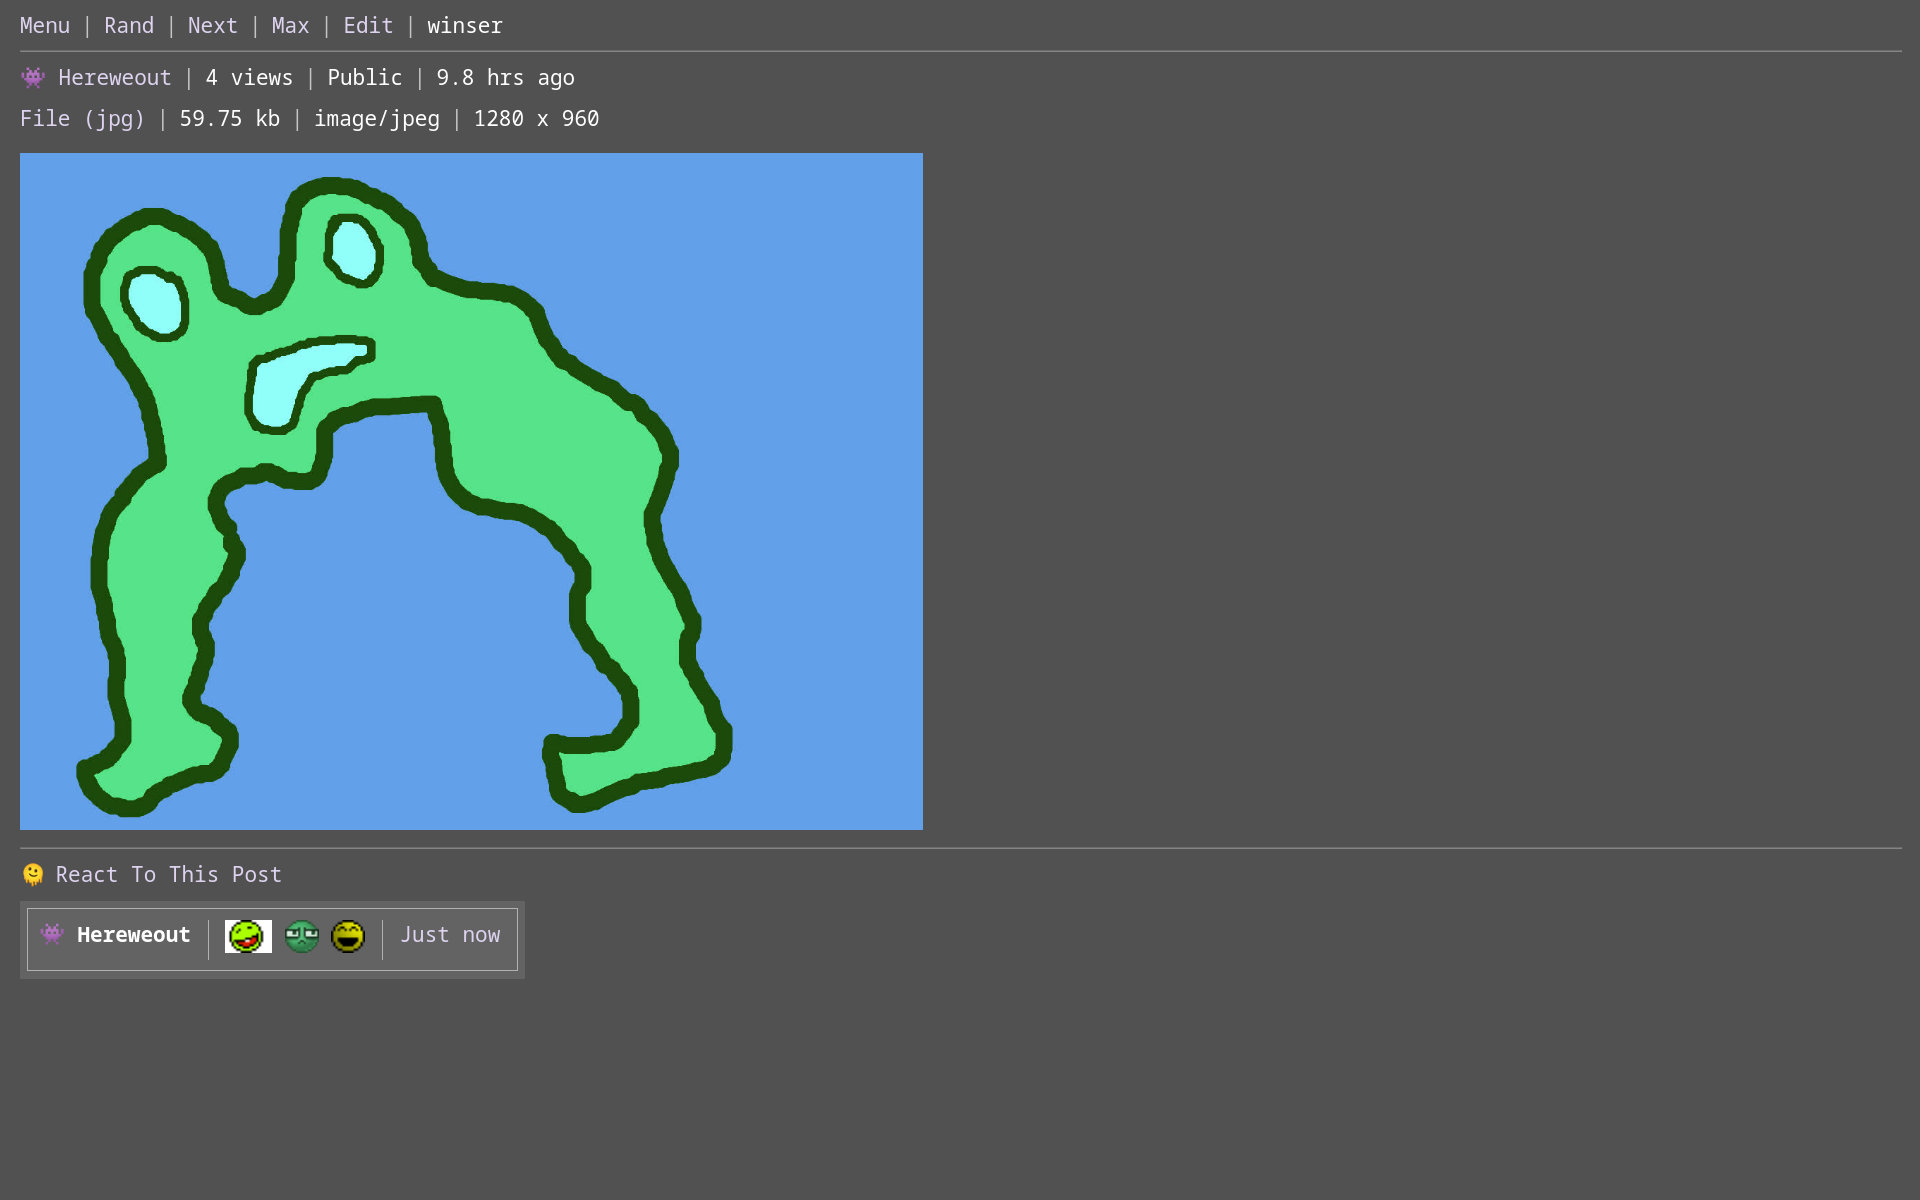 Menu | Rand | Next | Max | Edit | winser
Hereweout | 4 views | Public | 9.8 hrs ago
File (jpg) | 59.75 kb | image/jpeg | 1280 x 960
React To This Post
Hereweout | Just now